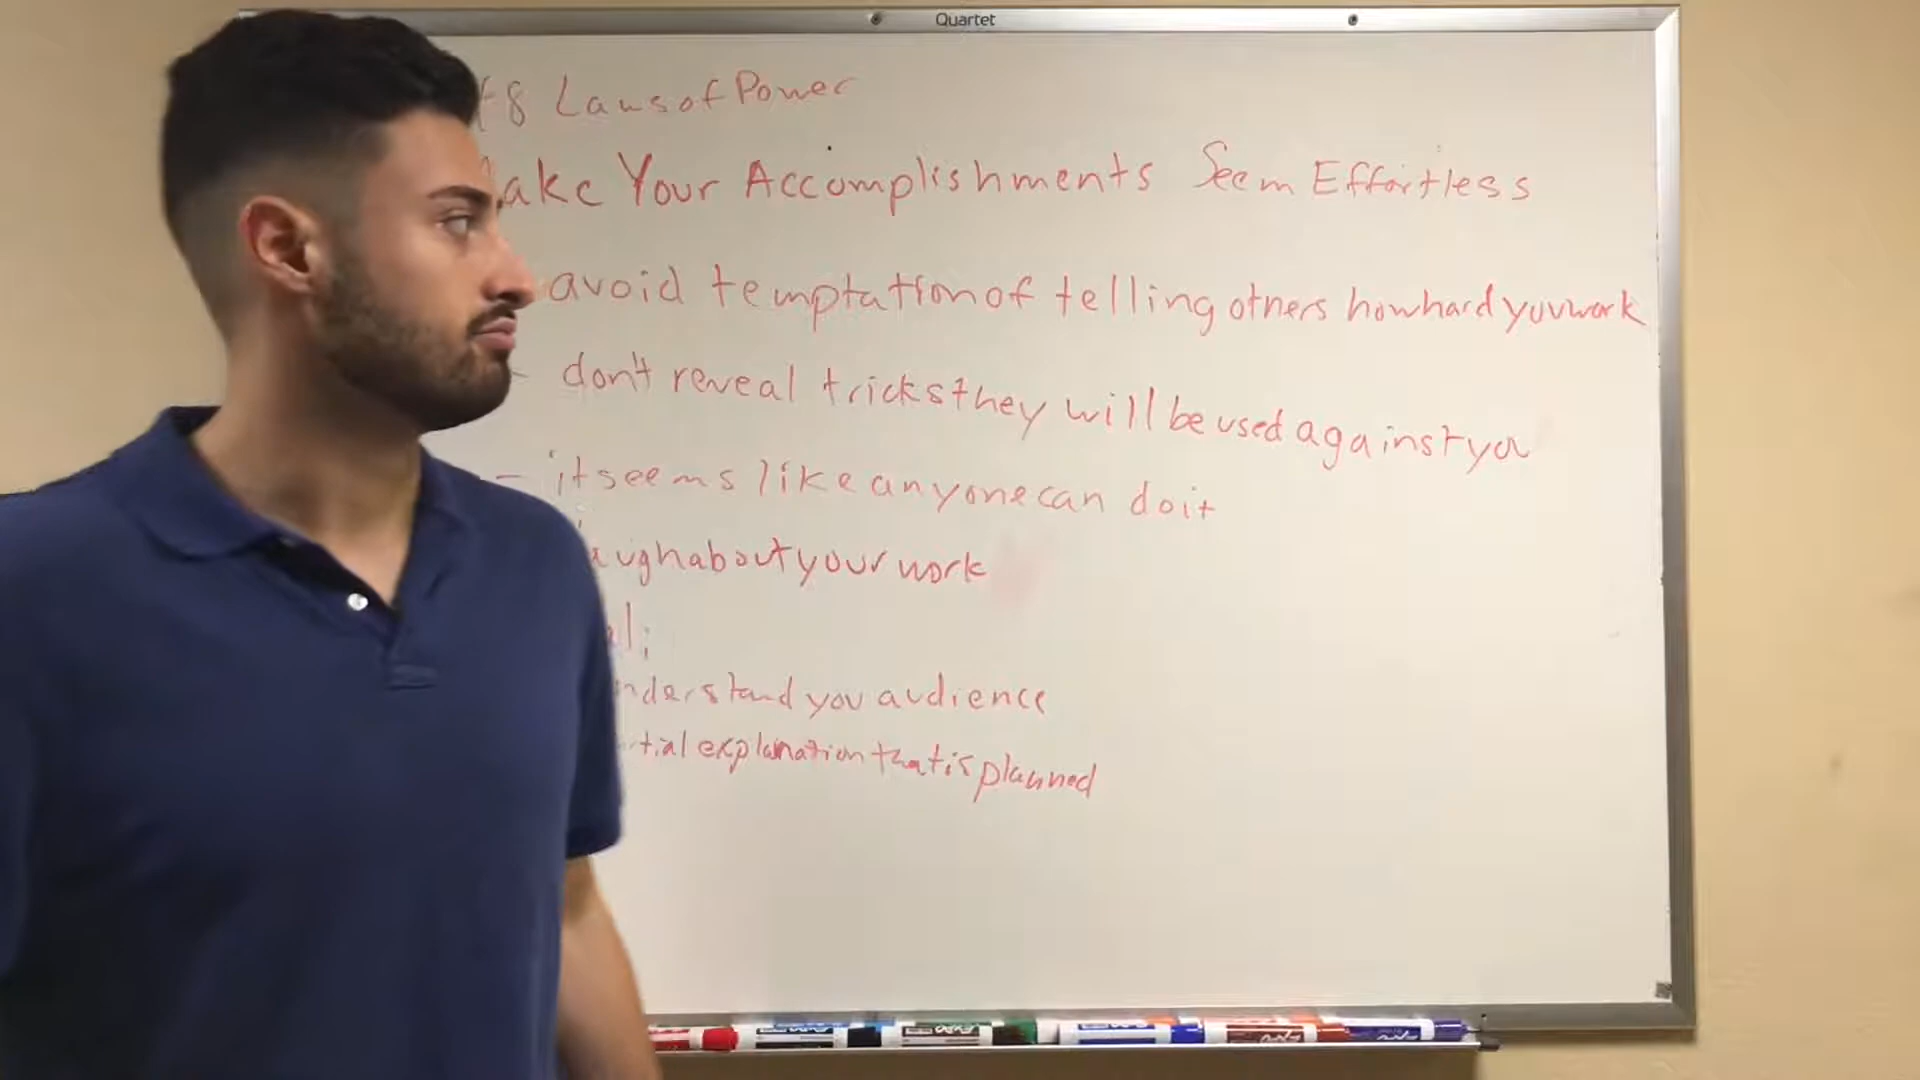 Quartet
48 Laws of Power
Make Your Accomplishments Seem Effortless
avoid temptation of telling others how hard you work
- don't reveal tricks they will be used against you
- it seems like anyone can do it
about your work
understand you audience
explanation that is planned